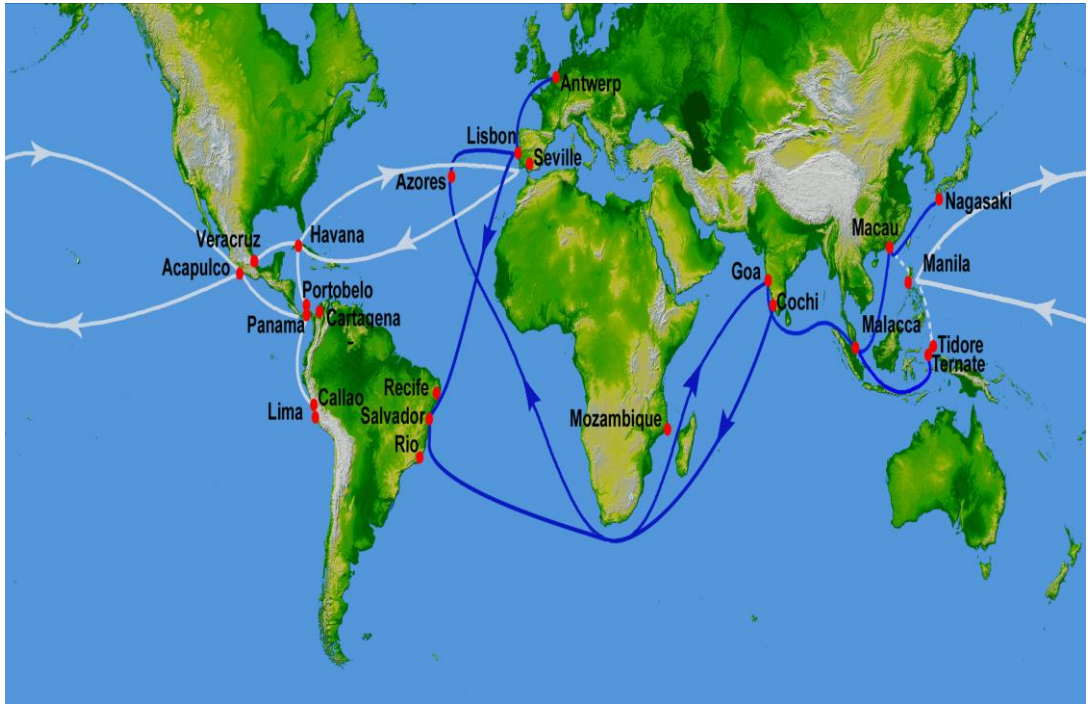 Antwerp
Lisbon
Seville
Azores
Nagasaki
Macau
Havana
Veracruz
Acapulco
Manila
Goa
Cochi
Portobelo
Panama
Cartagena
Malacca
Tidore
Ternate
Recife
Callao
Lima
Salvador
Mozambique
Rio